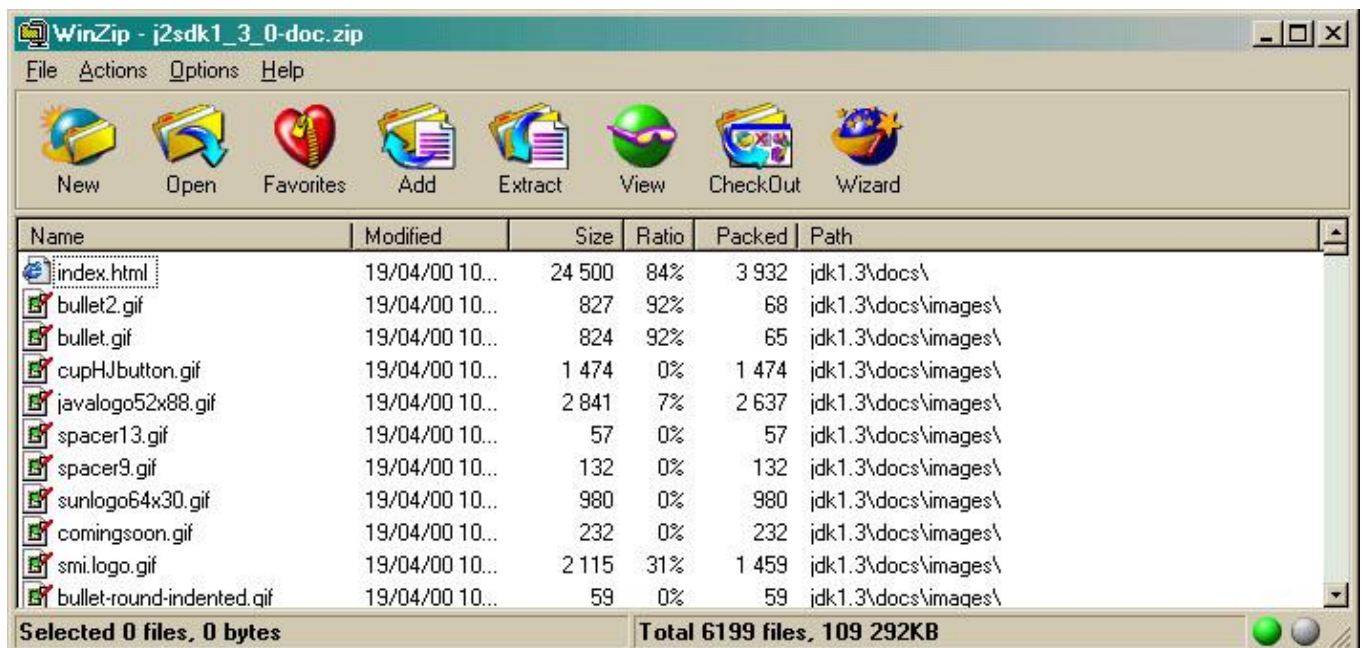 WinZip - j2sdk1_3_0-doc.zip
File Actions Options Help
New Open Favorites Add Extract View CheckOut Wizard
Name Modified Size Ratio Packed Path
index.html 19/04/00 10... 24 500 84% 3 932 jdk1.3\docs\
bullet2.gif 19/04/00 10... 827 92% 68 jdk1.3\docs\images\
bullet.gif 19/04/00 10... 824 92% 65 jdk1.3\docs\images\
cupHJbutton.gif 19/04/00 10... 1 474 0% 1 474 jdk1.3\docs\images\
javalogo52x88.gif 19/04/00 10... 2 841 7% 2 637 jdk1.3\docs\images\
spacer13.gif 19/04/00 10... 57 0% 57 jdk1.3\docs\images\
spacer9.gif 19/04/00 10... 132 0% 132 jdk1.3\docs\images\
sunlogo64x30.gif 19/04/00 10... 980 0% 980 jdk1.3\docs\images\
comingsoon.gif 19/04/00 10... 232 0% 232 jdk1.3\docs\images\
smi.logo.gif 19/04/00 10... 2 115 31% 1 459 jdk1.3\docs\images\
bullet-round-indented.gif 19/04/00 10... 59 0% 59 jdk1.3\docs\images\
Selected 0 files, 0 bytes Total 6199 files, 109 292KB